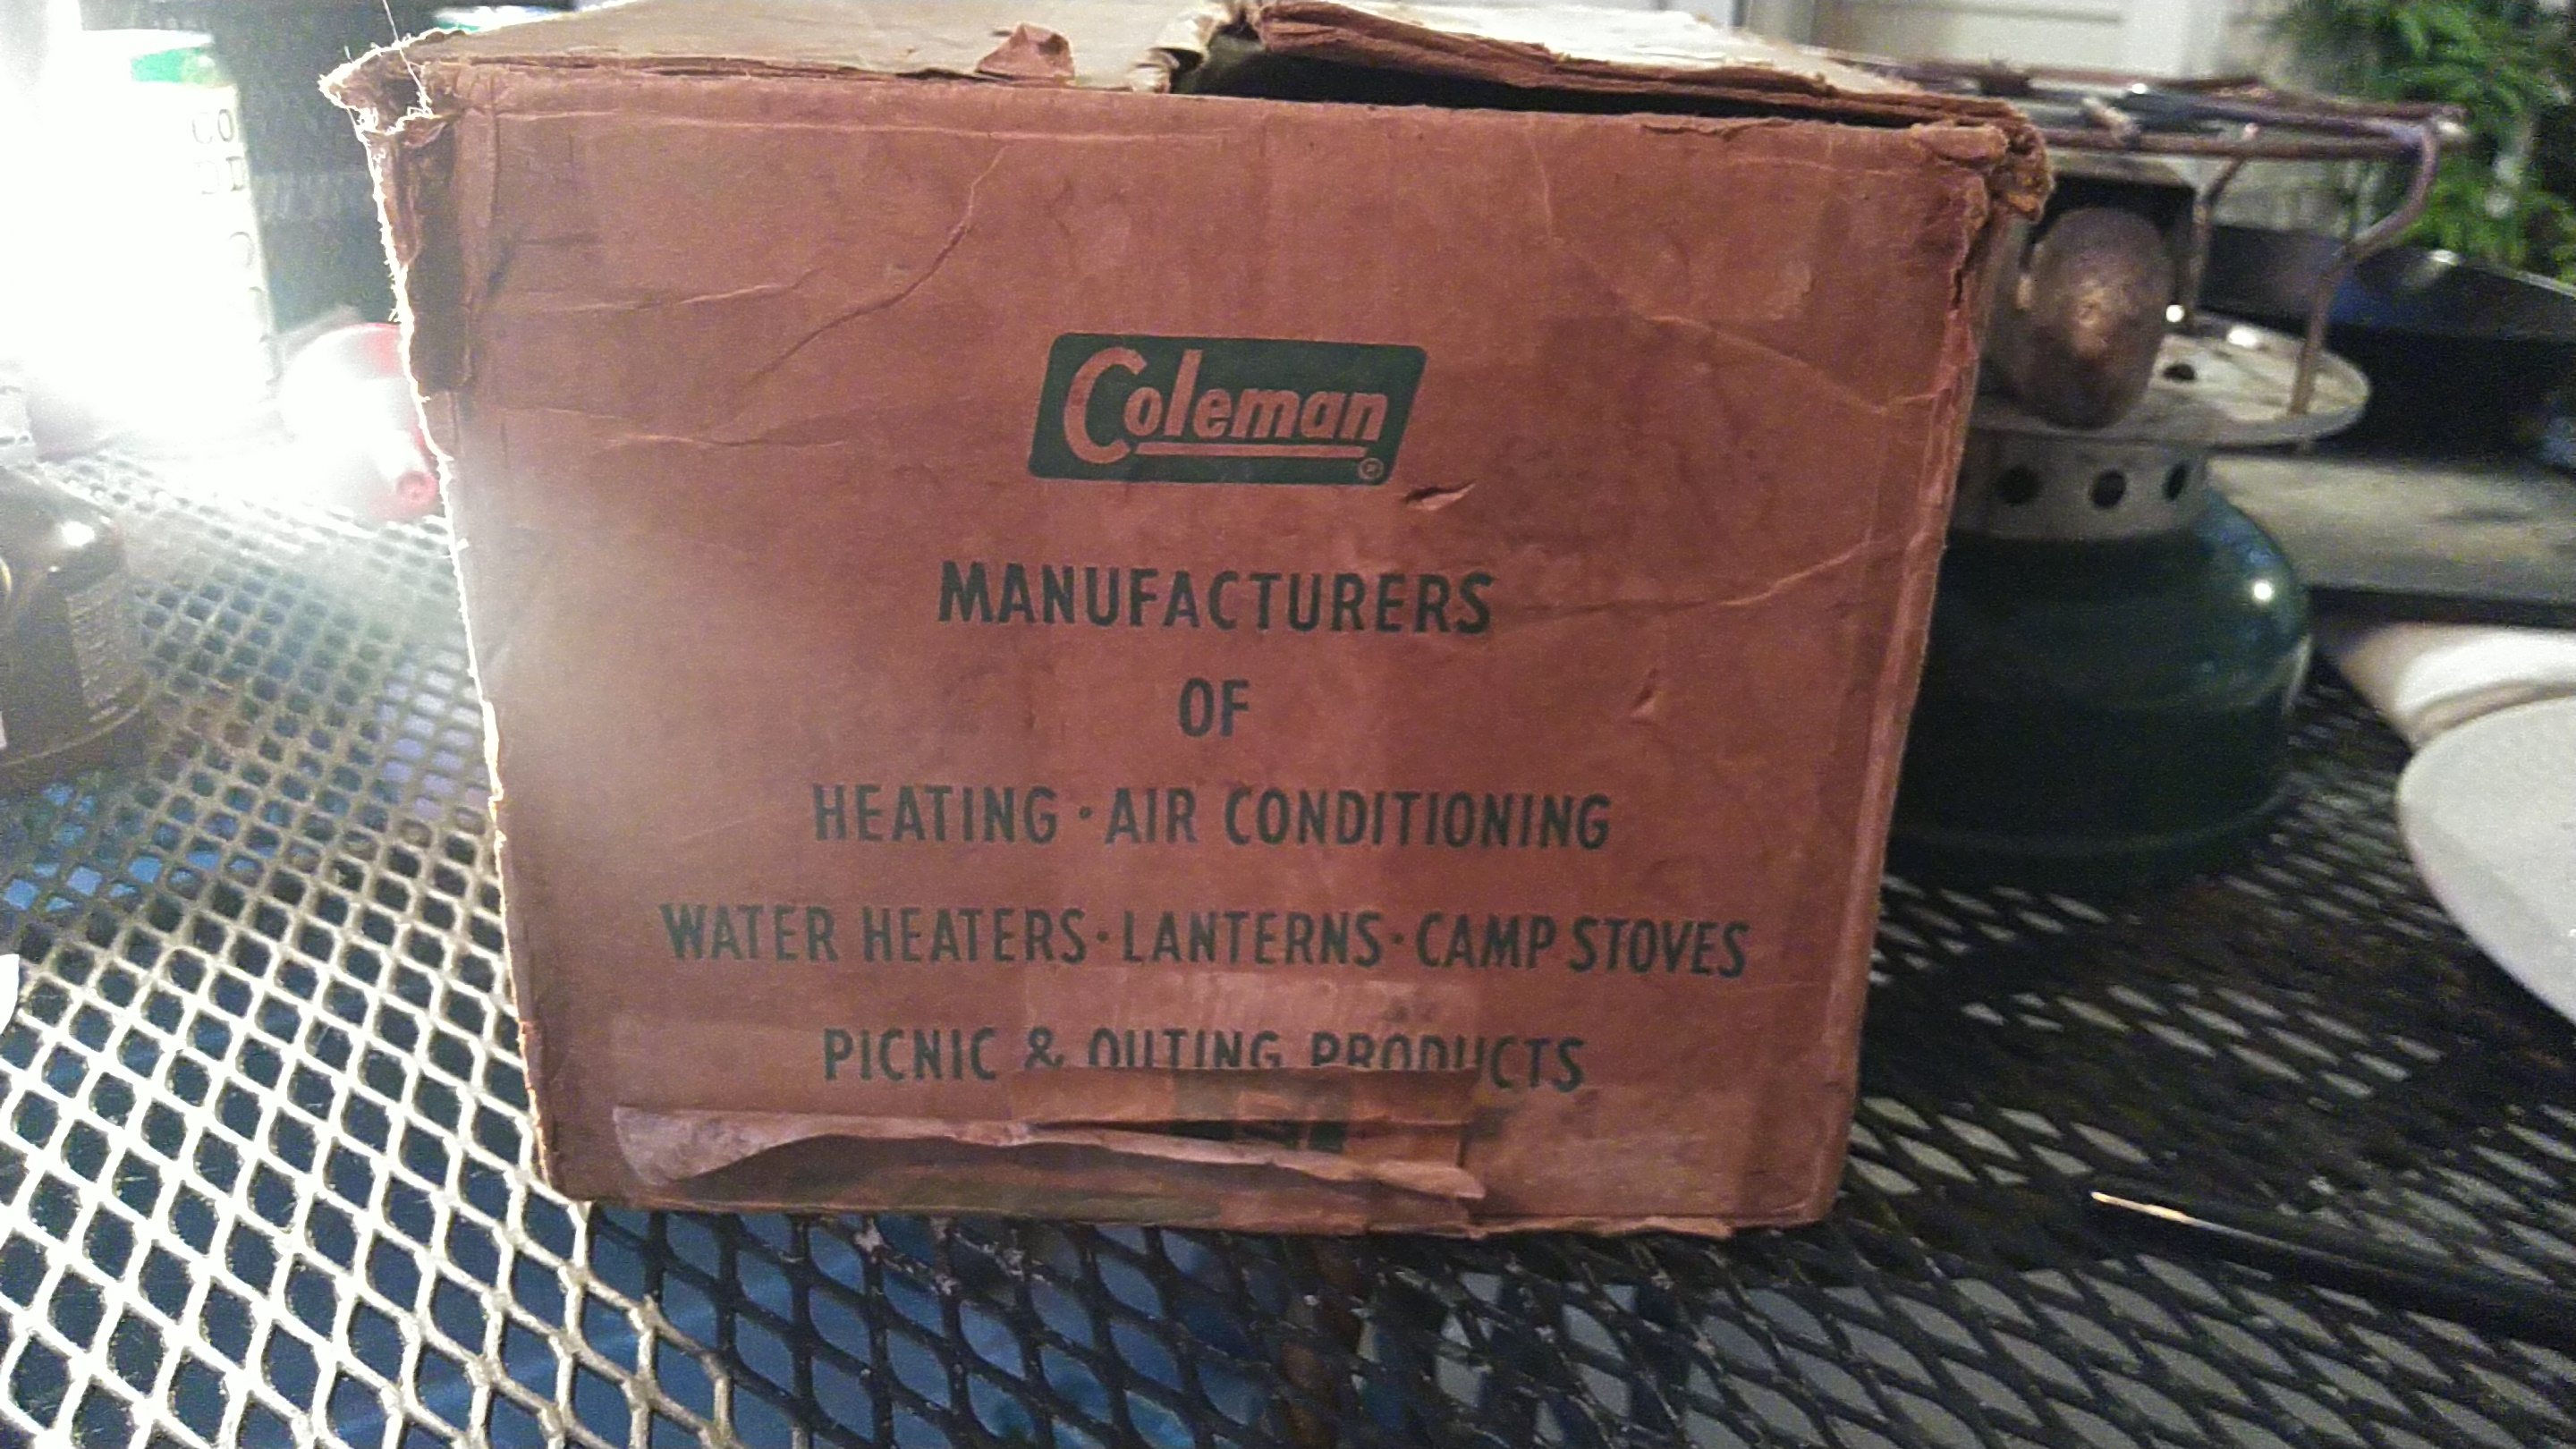 Coleman®
MANUFACTURERS
OF
HEATING · AIR CONDITIONING
WATER HEATERS · LANTERNS · CAMP STOVES
PICNIC & OUTING PRODUCTS